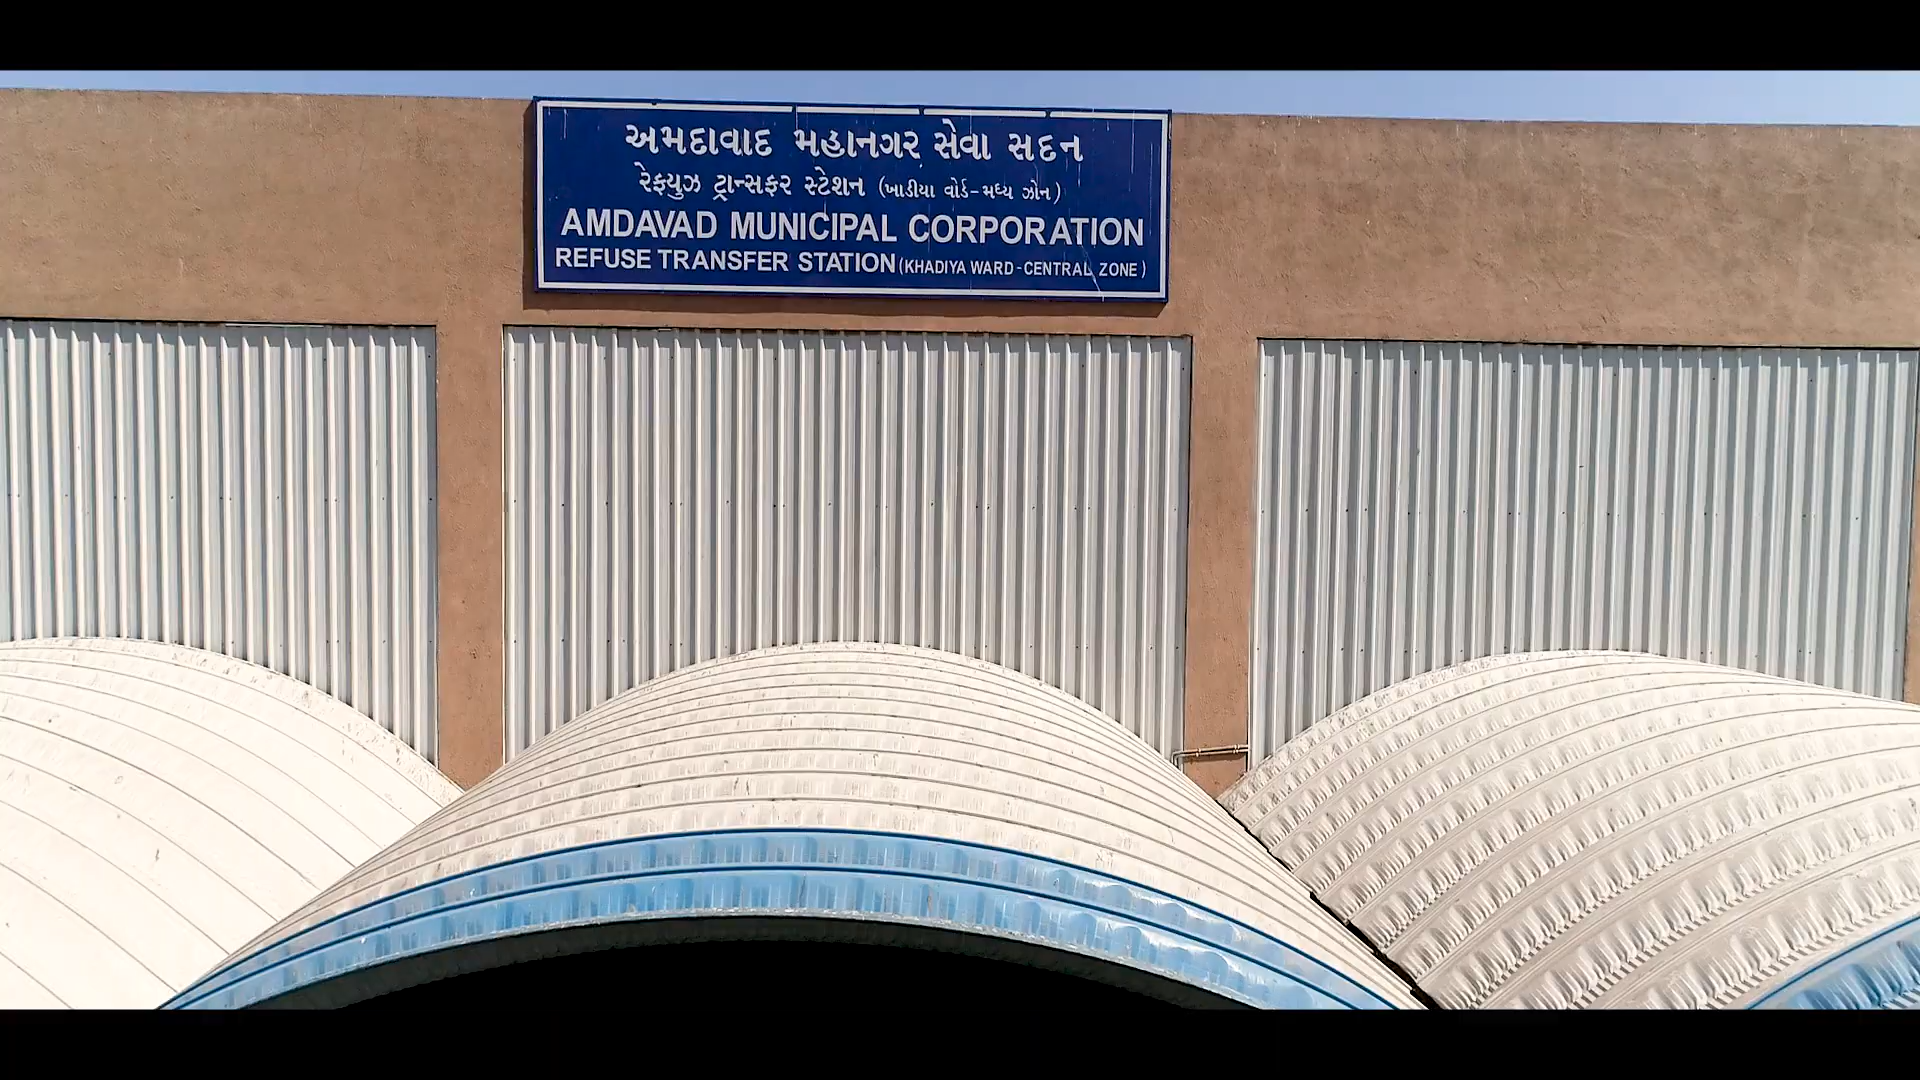 અમદાવાદ મહાનગર સેવા સદન
રેફ્યુઝ ટ્રાન્સફર સ્ટેશન (ખાડીયા વોર્ડ-મધ્ય ઝોન)
AMDAVAD MUNICIPAL CORPORATION
REFUSE TRANSFER STATION (KHADIYA WARD-CENTRAL ZONE)